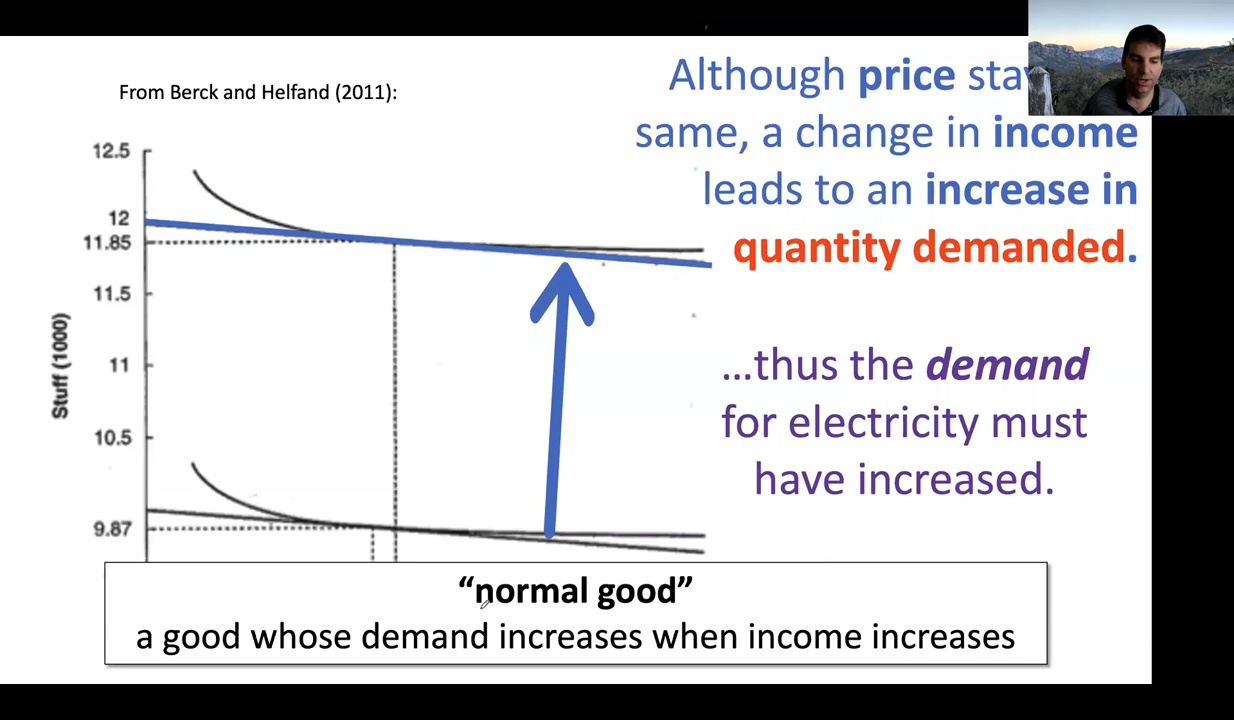 From Berck and Helfand (2011):
Although price sta
same, a change in income
leads to an increase in
quantity demanded.
…thus the demand
for electricity must
have increased.
12.5
12
11.85
11.5
11
10.5
9.87
Stuff (1000)
“normal good”
a good whose demand increases when income increases